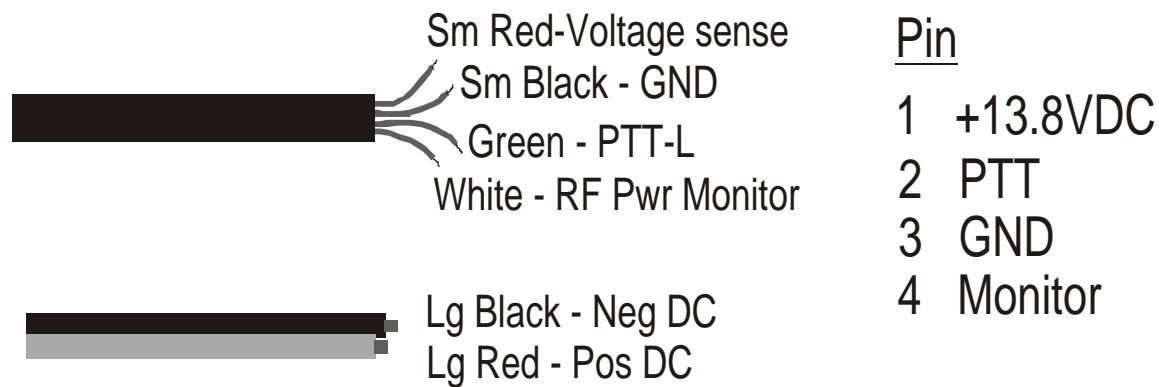 Sm Red-Voltage sense
Sm Black - GND
Green - PTT-L
White - RF Pwr Monitor
Lg Black - Neg DC
Lg Red - Pos DC
Pin
1 +13.8VDC
2 PTT
3 GND
4 Monitor